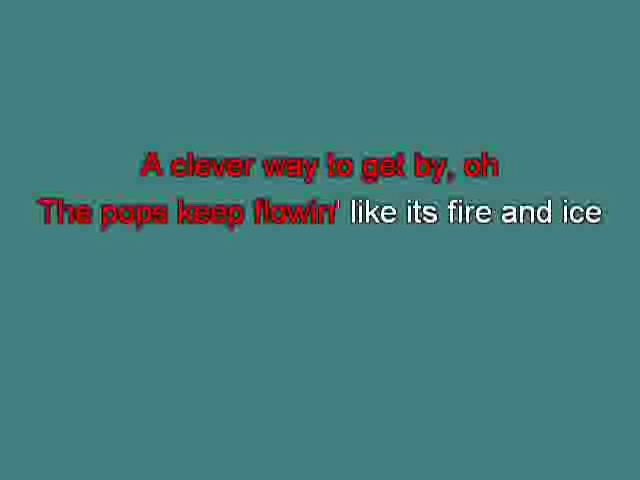 A clever way to get by, oh
The pops keep flowin' like its fire and ice